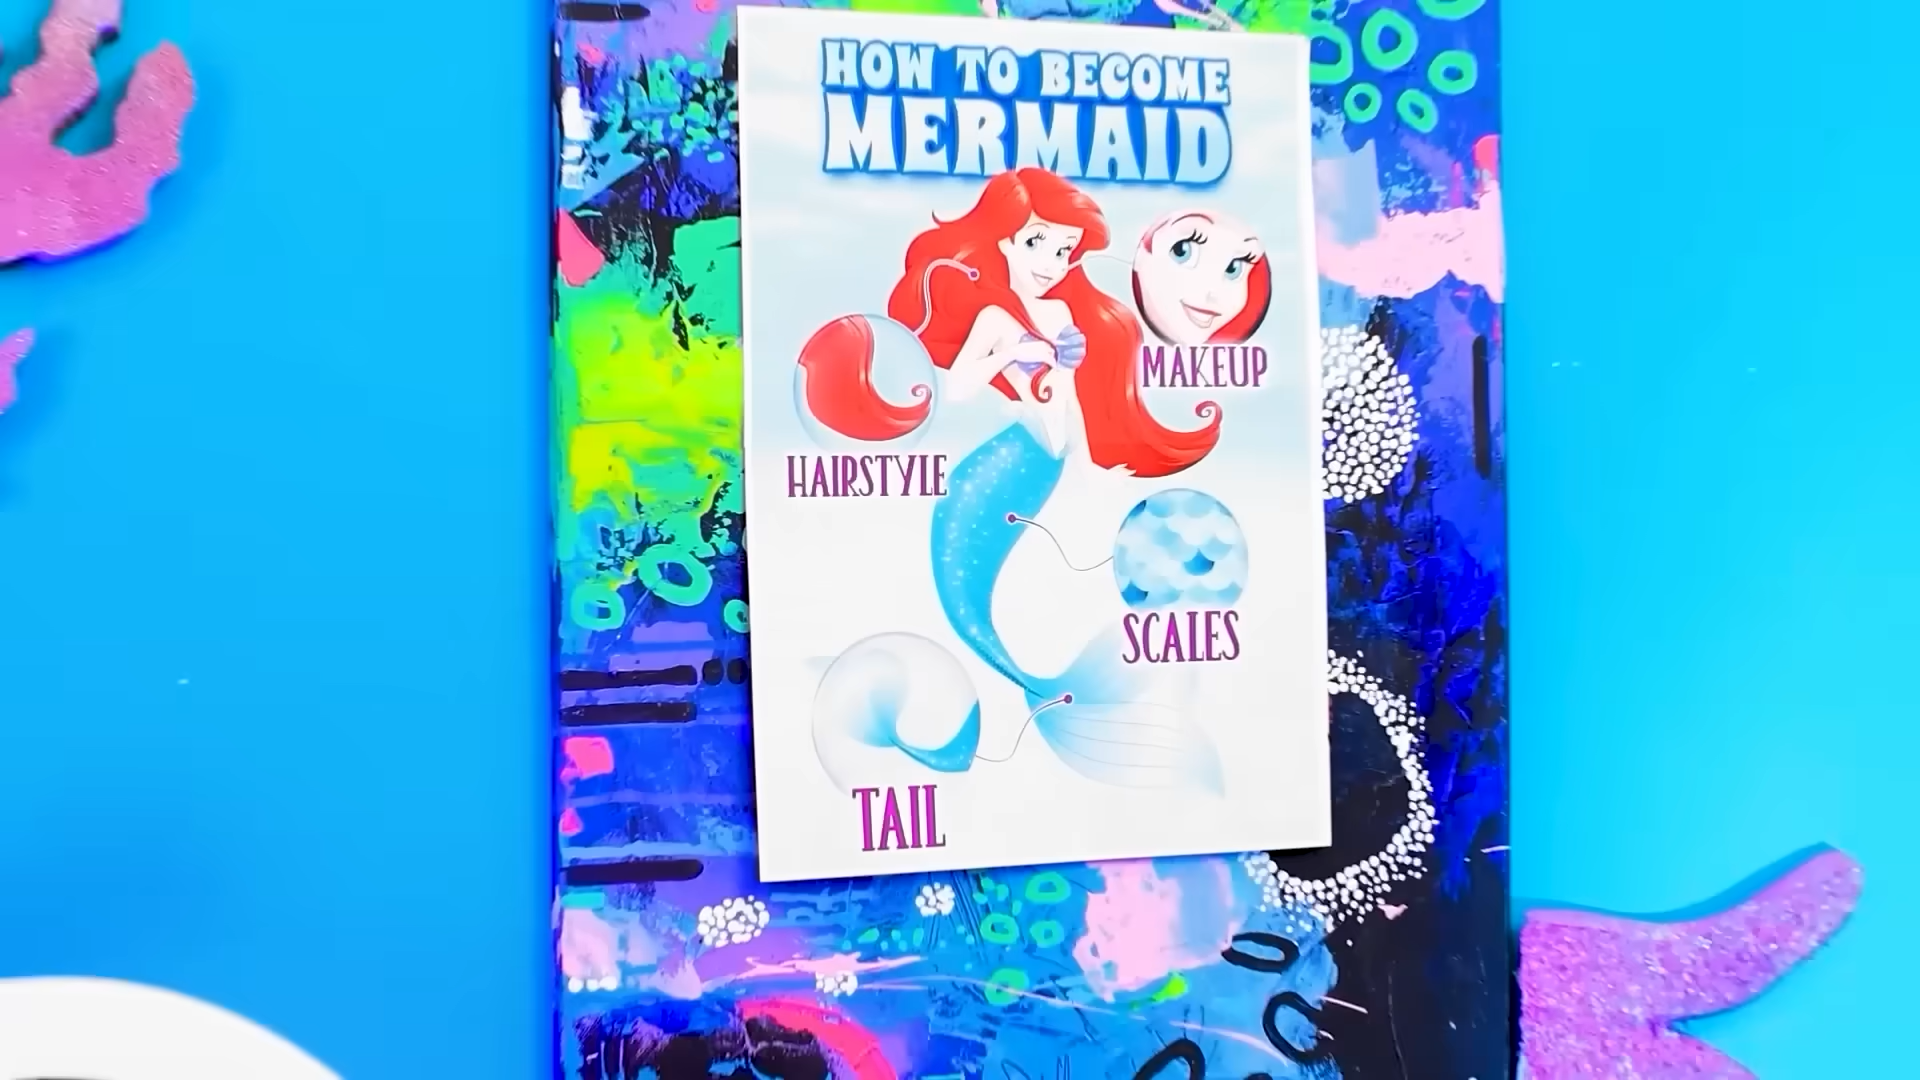 HOW TO BECOME
MERMAID
MAKEUP
HAIRSTYLE
SCALES
TAIL